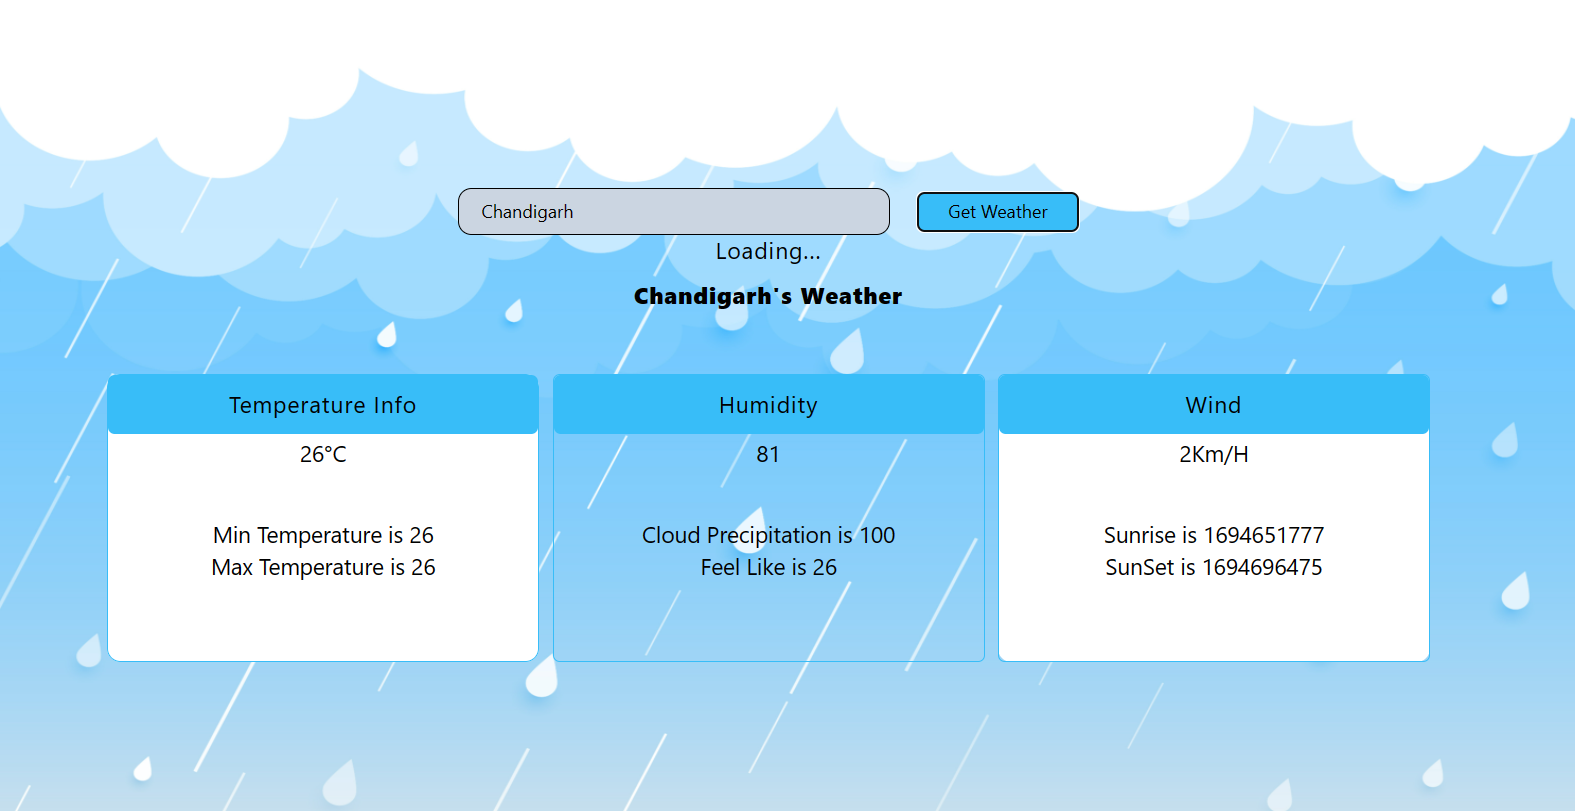 Chandigarh
Get Weather
Loading...
Chandigarh's Weather
Temperature Info
26°C
Min Temperature is 26
Max Temperature is 26
Humidity
81
Cloud Precipitation is 100
Feel Like is 26
Wind
2Km/H
Sunrise is 1694651777
SunSet is 1694696475